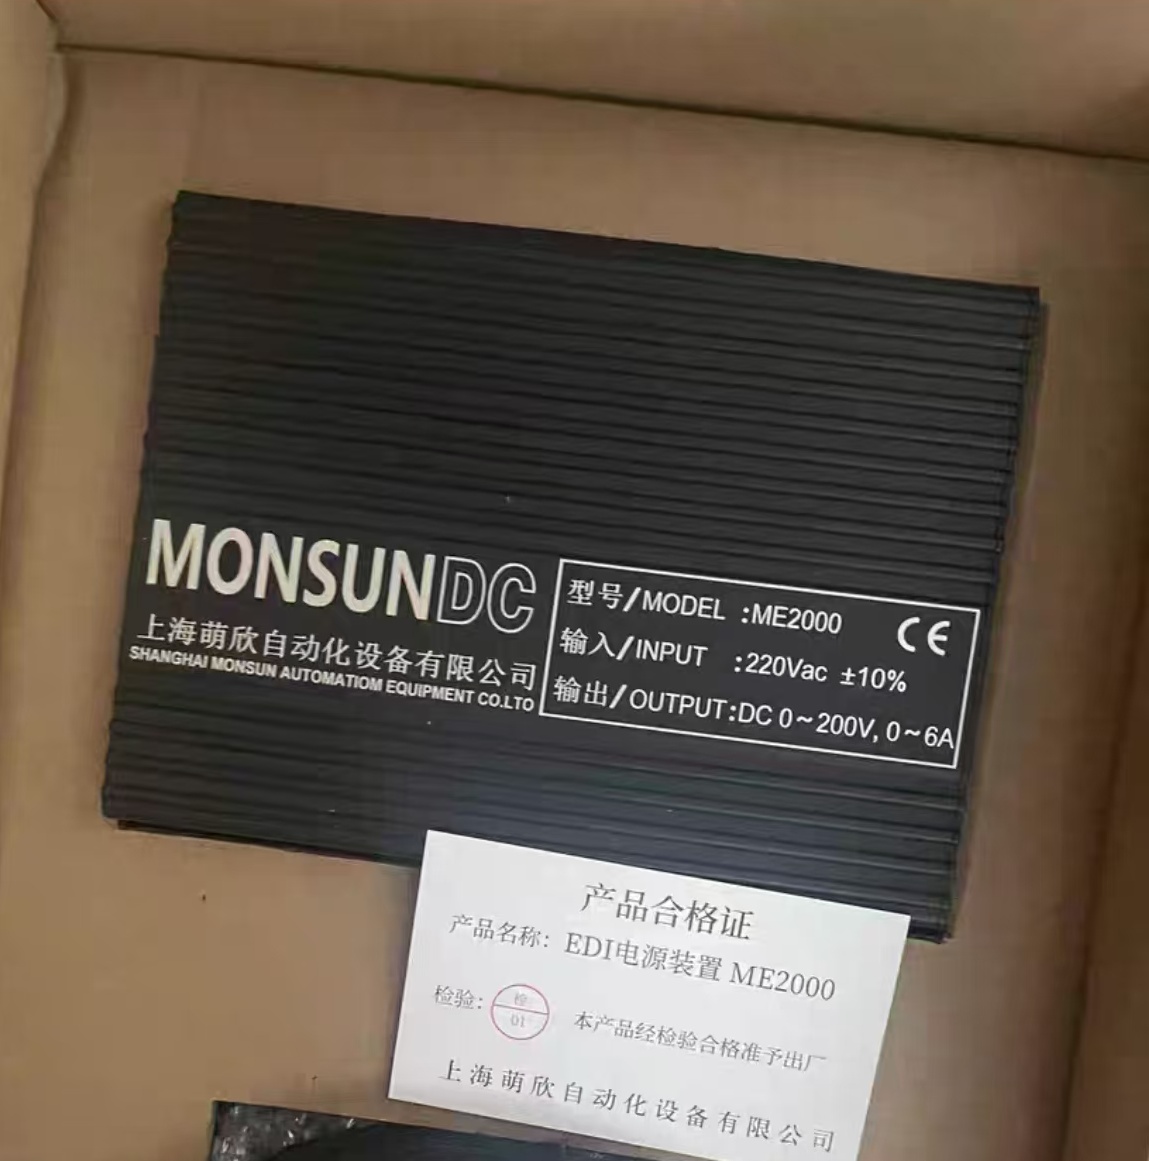 MONSUNDC
上海萌欣自动化设备有限公司
SHANGHAI MONSUN AUTOMATIOM EQUIPMENT CO.LTO
型号/MODEL :ME2000
CE
输入/INPUT :220Vac ±10%
输出/OUTPUT:DC 0~200V, 0~6A
产品合格证
产品名称: EDI电源装置 ME2000
检验: 检 01 本产品经检验合格准予出厂
上海萌欣自动化设备有限公司